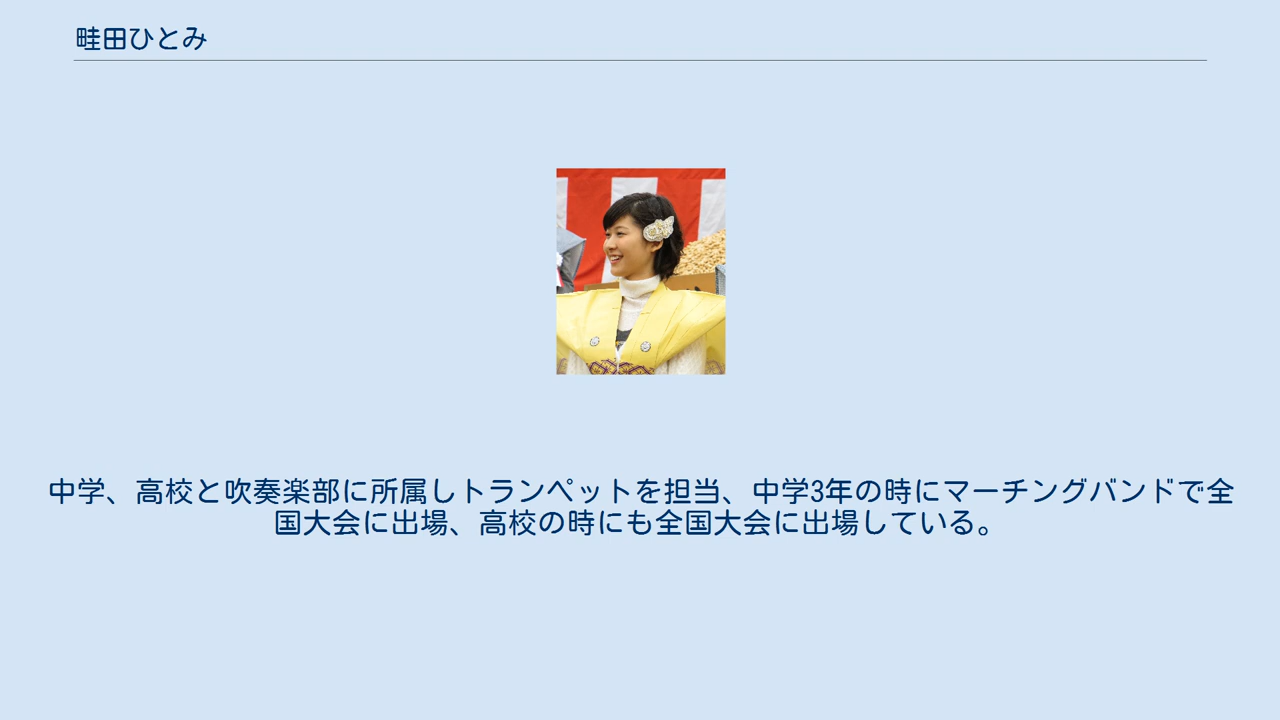 畦田ひとみ
中学、高校と吹奏楽部に所属しトランペットを担当、中学3年の時にマーチングバンドで全
国大会に出場、高校の時にも全国大会に出場している。